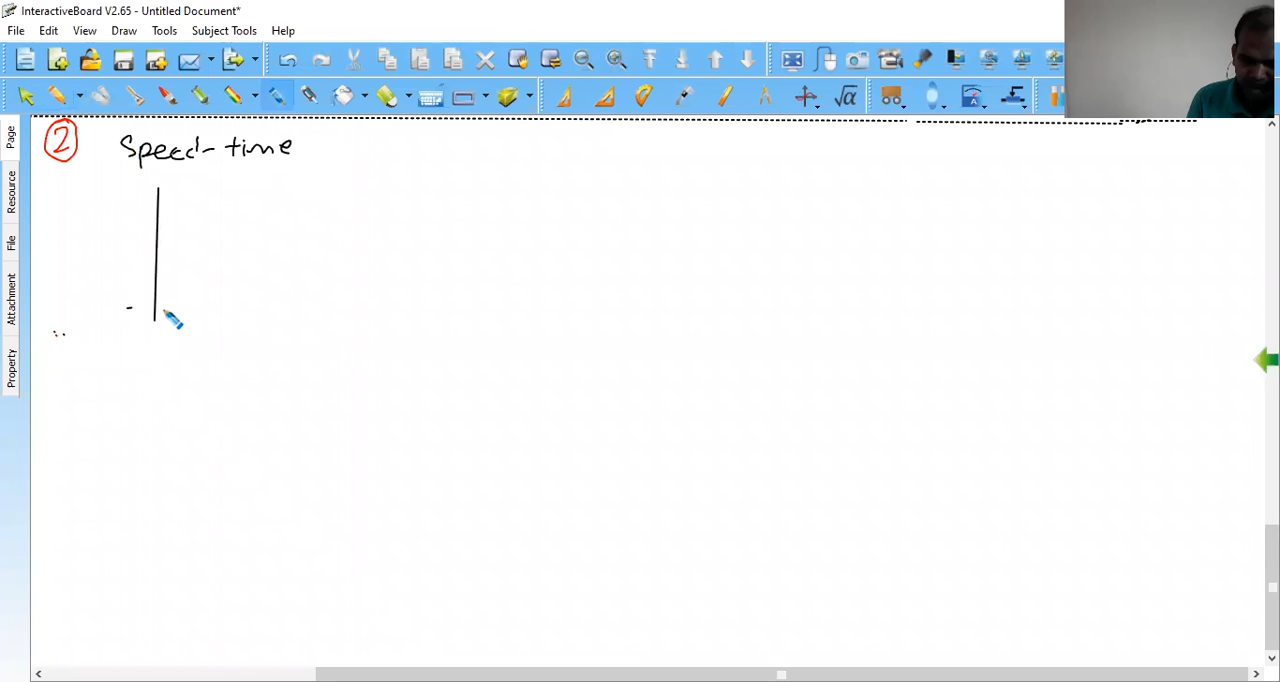 InteractiveBoard V2.65 - Untitled Document*
File Edit View Draw Tools Subject Tools Help
Page
Resource
File
Attachment
Property
2 Speed-time